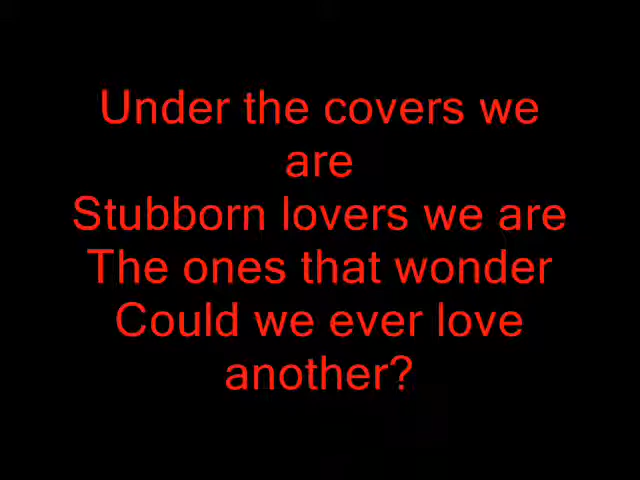 Under the covers we
are
Stubborn lovers we are
The ones that wonder
Could we ever love
another?